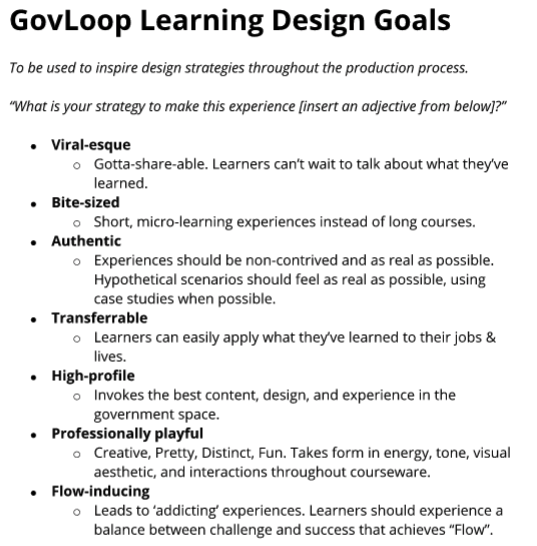 GovLoop Learning Design Goals
To be used to inspire design strategies throughout the production process.
“What is your strategy to make this experience [insert an adjective from below]?”
• Viral-esque
○ Gotta-share-able. Learners can’t wait to talk about what they’ve
learned.
• Bite-sized
○ Short, micro-learning experiences instead of long courses.
• Authentic
○ Experiences should be non-contrived and as real as possible.
Hypothetical scenarios should feel as real as possible, using
case studies when possible.
• Transferrable
○ Learners can easily apply what they’ve learned to their jobs &
lives.
• High-profile
○ Invokes the best content, design, and experience in the
government space.
• Professionally playful
○ Creative, Pretty, Distinct, Fun. Takes form in energy, tone, visual
aesthetic, and interactions throughout courseware.
• Flow-inducing
○ Leads to ‘addicting’ experiences. Learners should experience a
balance between challenge and success that achieves “Flow”.